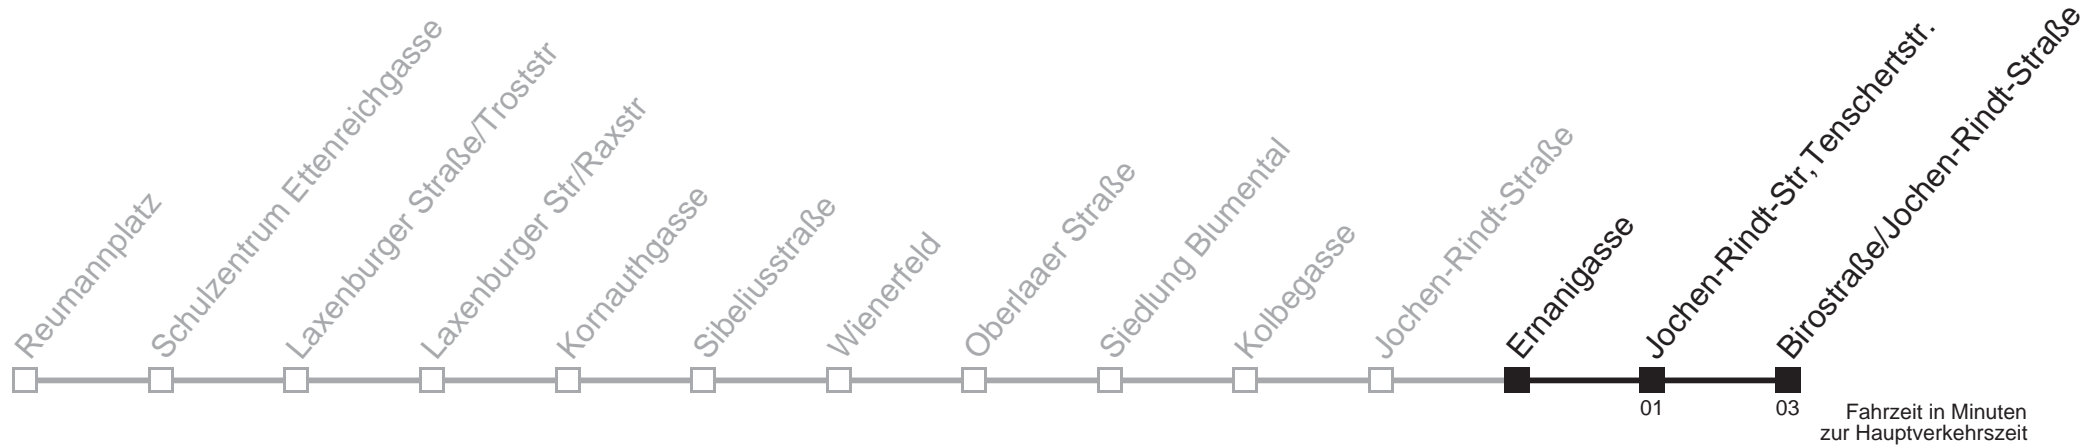 Reumannplatz
Schulzentrum Ettenreichgasse
Laxenburger Straße/Troststr
Laxenburger Str/Raxstr
Kornauthgasse
Sibeliusstraße
Wienerfeld
Oberlaaer Straße
Siedlung Blumental
Kolbegasse
Jochen-Rindt-Straße
Ernanigasse
Jochen-Rindt-Str,Tenschertstr.
Birostraße/Jochen-Rindt-Straße
01
03
Fahrzeit in Minuten
zur Hauptverkehrszeit